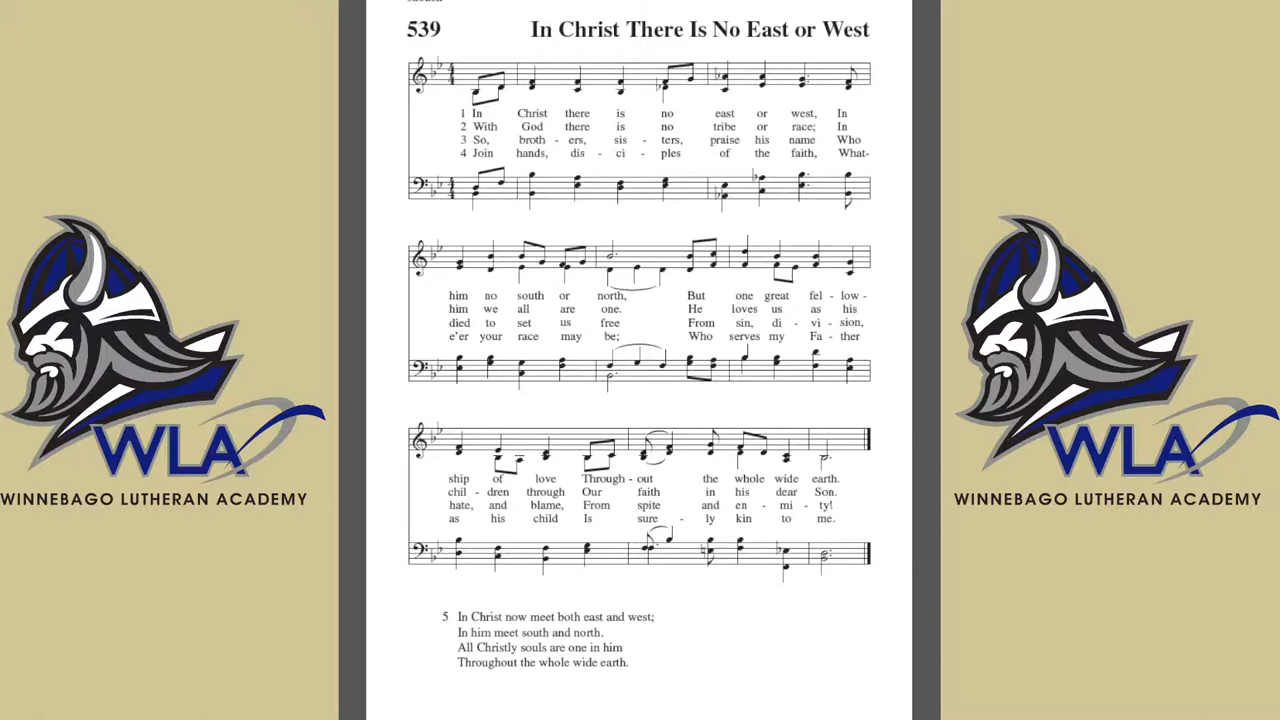 539 In Christ There Is No East or West
1 In Christ there is no east or west, In
2 With God there is no tribe or race; In
3 So, broth - ers, sis - ters, praise his name Who
4 Join hands, dis - ci - ples of the faith, What-
him no south or north, But one great fel - low -
him we all are one. He loves us as his
died to set us free From sin, di - vi - sion,
e'er your race may be; Who serves my Fa - ther
ship of love Through - out the whole wide earth.
chil - dren through Our faith in his dear Son.
hate, and blame, From spite and en - mi - ty!
as his child Is sure - ly kin to me.
5 In Christ now meet both east and west;
In him meet south and north.
All Christly souls are one in him
Throughout the whole wide earth.
WLA
WINNEBAGO LUTHERAN ACADEMY
WLA
WINNEBAGO LUTHERAN ACADEMY